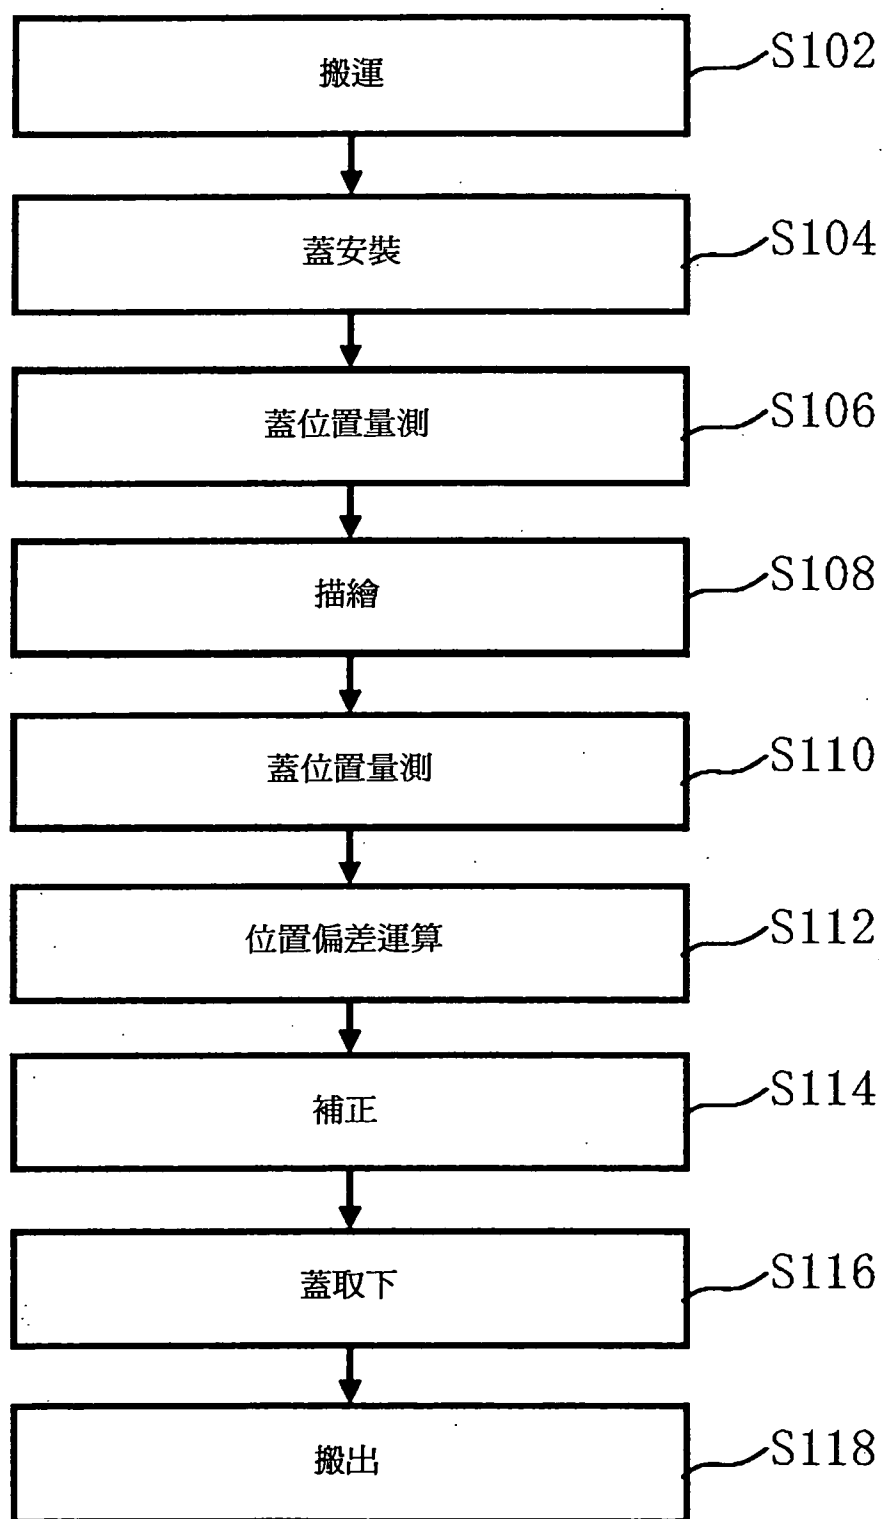 搬運 S102
蓋安裝 S104
蓋位置量測 S106
描繪 S108
蓋位置量測 S110
位置偏差運算 S112
補正 S114
蓋取下 S116
搬出 S118